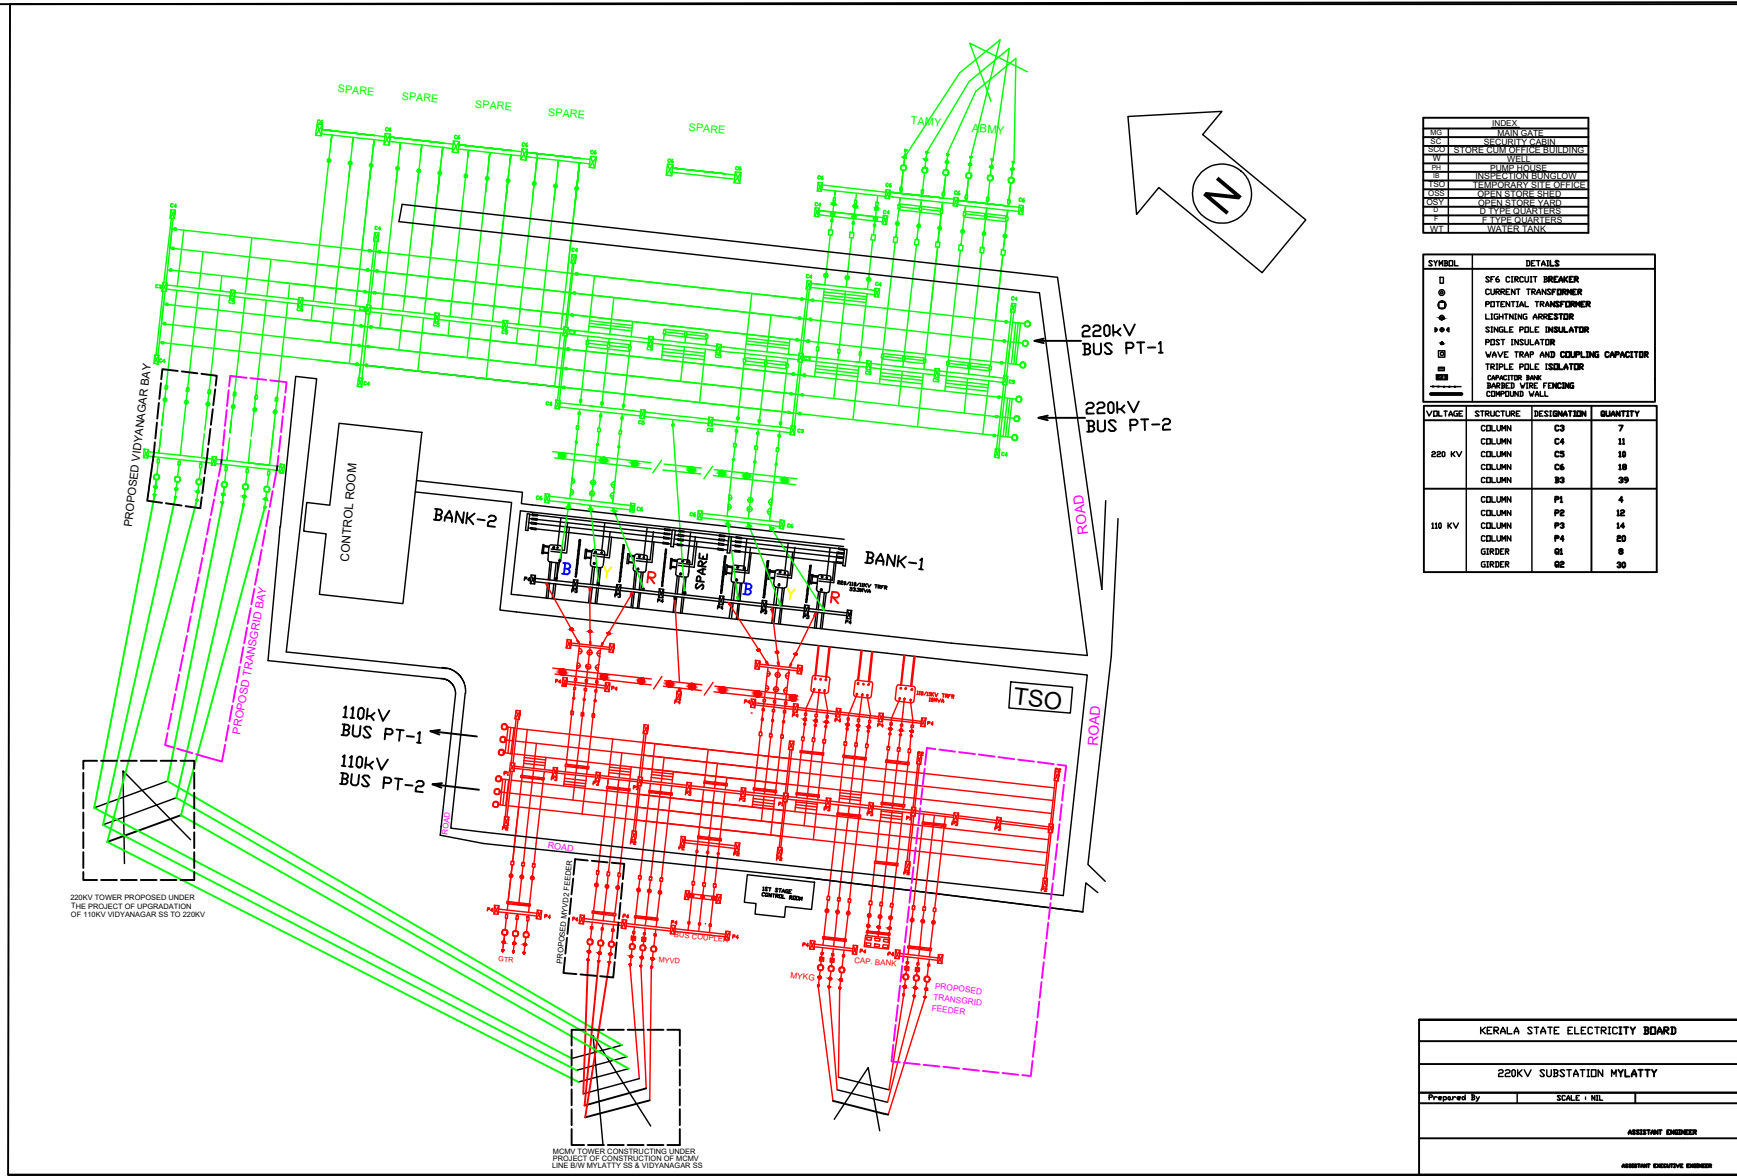 SPARE
SPARE
SPARE
SPARE
SPARE
TAMY
ABMY
N
220kV
BUS PT-1
220kV
BUS PT-2
PROPOSED VIDYANAGAR BAY
PROPOSD TRANSGRID BAY
CONTROL ROOM
BANK-2
BANK-1
B
Y
R
SPARE
B
Y
R
ROAD
ROAD
TSO
110kV
BUS PT-1
110kV
BUS PT-2
ROAD
ROAD
1ST STAGE
CONTROL ROOM
PROPOSED MYVD2 FEEDER
GTR
BUS COUPLER
MYVD
MYKG
CAP. BANK
PROPOSED
TRANSGRID
FEEDER
220KV TOWER PROPOSED UNDER
THE PROJECT OF UPGRADATION
OF 110KV VIDYANAGAR SS TO 220KV
MCMV TOWER CONSTRUCTING UNDER
PROJECT OF CONSTRUCTION OF MCMV
LINE B/W MYLATTY SS & VIDYANAGAR SS
INDEX
MG MAIN GATE
SC SECURITY CABIN
SCO STORE CUM OFFICE BUILDING
W WELL
PH PUMP HOUSE
IB INSPECTION BUNGLOW
TSO TEMPORARY SITE OFFICE
OSS OPEN STORE SHED
OSY OPEN STORE YARD
D D TYPE QUARTERS
F F TYPE QUARTERS
WT WATER TANK
SYMBOL DETAILS
SF6 CIRCUIT BREAKER
CURRENT TRANSFORMER
POTENTIAL TRANSFORMER
LIGHTNING ARRESTOR
SINGLE POLE INSULATOR
POST INSULATOR
WAVE TRAP AND COUPLING CAPACITOR
TRIPLE POLE ISOLATOR
CAPACITOR BANK
BARBED WIRE FENCING
COMPOUND WALL
VOLTAGE STRUCTURE DESIGNATION QUANTITY
220 KV
COLUMN C3 7
COLUMN C4 11
COLUMN C5 10
COLUMN C6 18
COLUMN B3 39
110 KV
COLUMN P1 4
COLUMN P2 12
COLUMN P3 14
COLUMN P4 20
GIRDER Q1 8
GIRDER Q2 30
KERALA STATE ELECTRICITY BOARD
220KV SUBSTATION MYLATTY
Prepared By SCALE : NIL
ASSISTANT ENGINEER
ASSISTANT EXECUTIVE ENGINEER